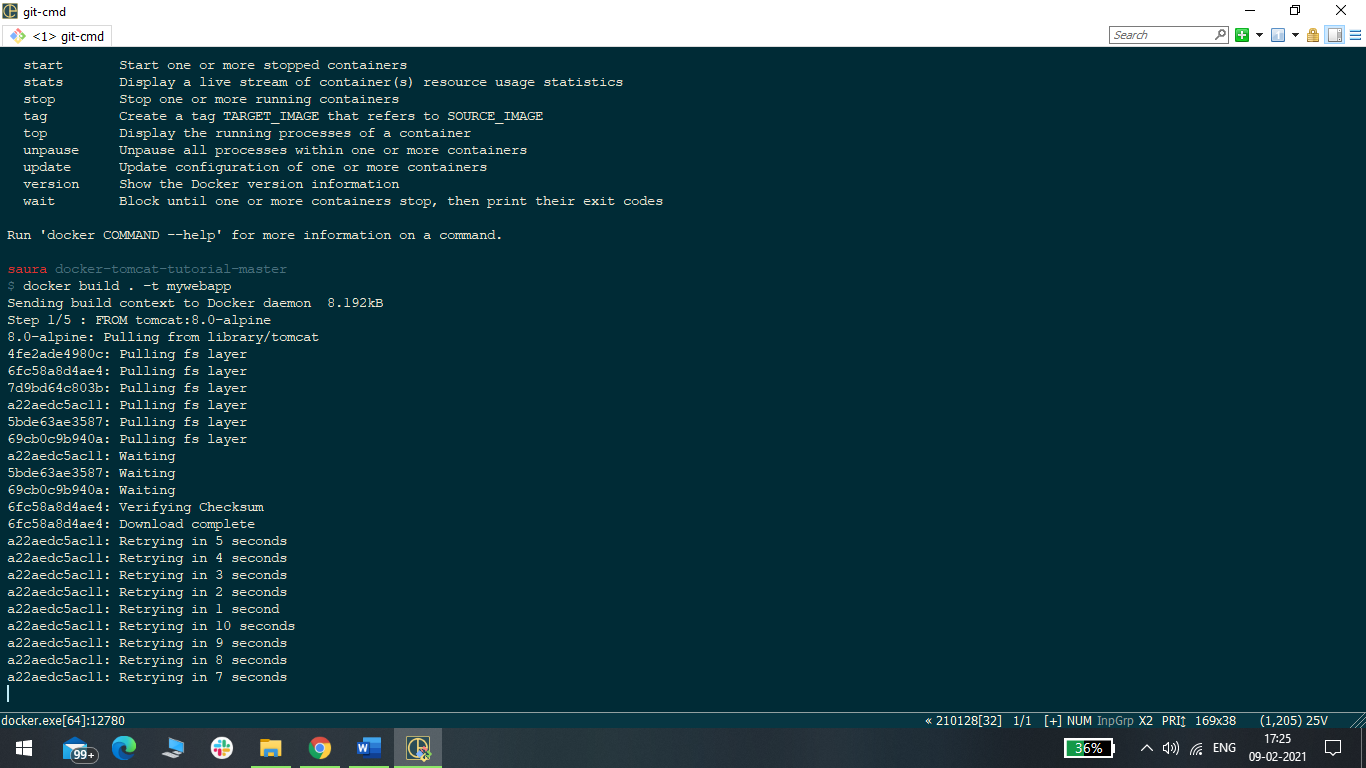 git-cmd
<1> git-cmd
Search
start Start one or more stopped containers
stats Display a live stream of container(s) resource usage statistics
stop Stop one or more running containers
tag Create a tag TARGET_IMAGE that refers to SOURCE_IMAGE
top Display the running processes of a container
unpause Unpause all processes within one or more containers
update Update configuration of one or more containers
version Show the Docker version information
wait Block until one or more containers stop, then print their exit codes
Run 'docker COMMAND --help' for more information on a command.
saura docker-tomcat-tutorial-master
$ docker build . -t mywebapp
Sending build context to Docker daemon 8.192kB
Step 1/5 : FROM tomcat:8.0-alpine
8.0-alpine: Pulling from library/tomcat
4fe2ade4980c: Pulling fs layer
6fc58a8d4ae4: Pulling fs layer
7d9bd64c803b: Pulling fs layer
a22aedc5ac11: Pulling fs layer
5bde63ae3587: Pulling fs layer
69cb0c9b940a: Pulling fs layer
a22aedc5ac11: Waiting
5bde63ae3587: Waiting
69cb0c9b940a: Waiting
6fc58a8d4ae4: Verifying Checksum
6fc58a8d4ae4: Download complete
a22aedc5ac11: Retrying in 5 seconds
a22aedc5ac11: Retrying in 4 seconds
a22aedc5ac11: Retrying in 3 seconds
a22aedc5ac11: Retrying in 2 seconds
a22aedc5ac11: Retrying in 1 second
a22aedc5ac11: Retrying in 10 seconds
a22aedc5ac11: Retrying in 9 seconds
a22aedc5ac11: Retrying in 8 seconds
a22aedc5ac11: Retrying in 7 seconds
docker.exe[64]:12780 « 210128[32] 1/1 [+] NUM InpGrp X2 PRI↕ 169x38 (1,205) 25V
99+ 36% ENG 17:25
09-02-2021